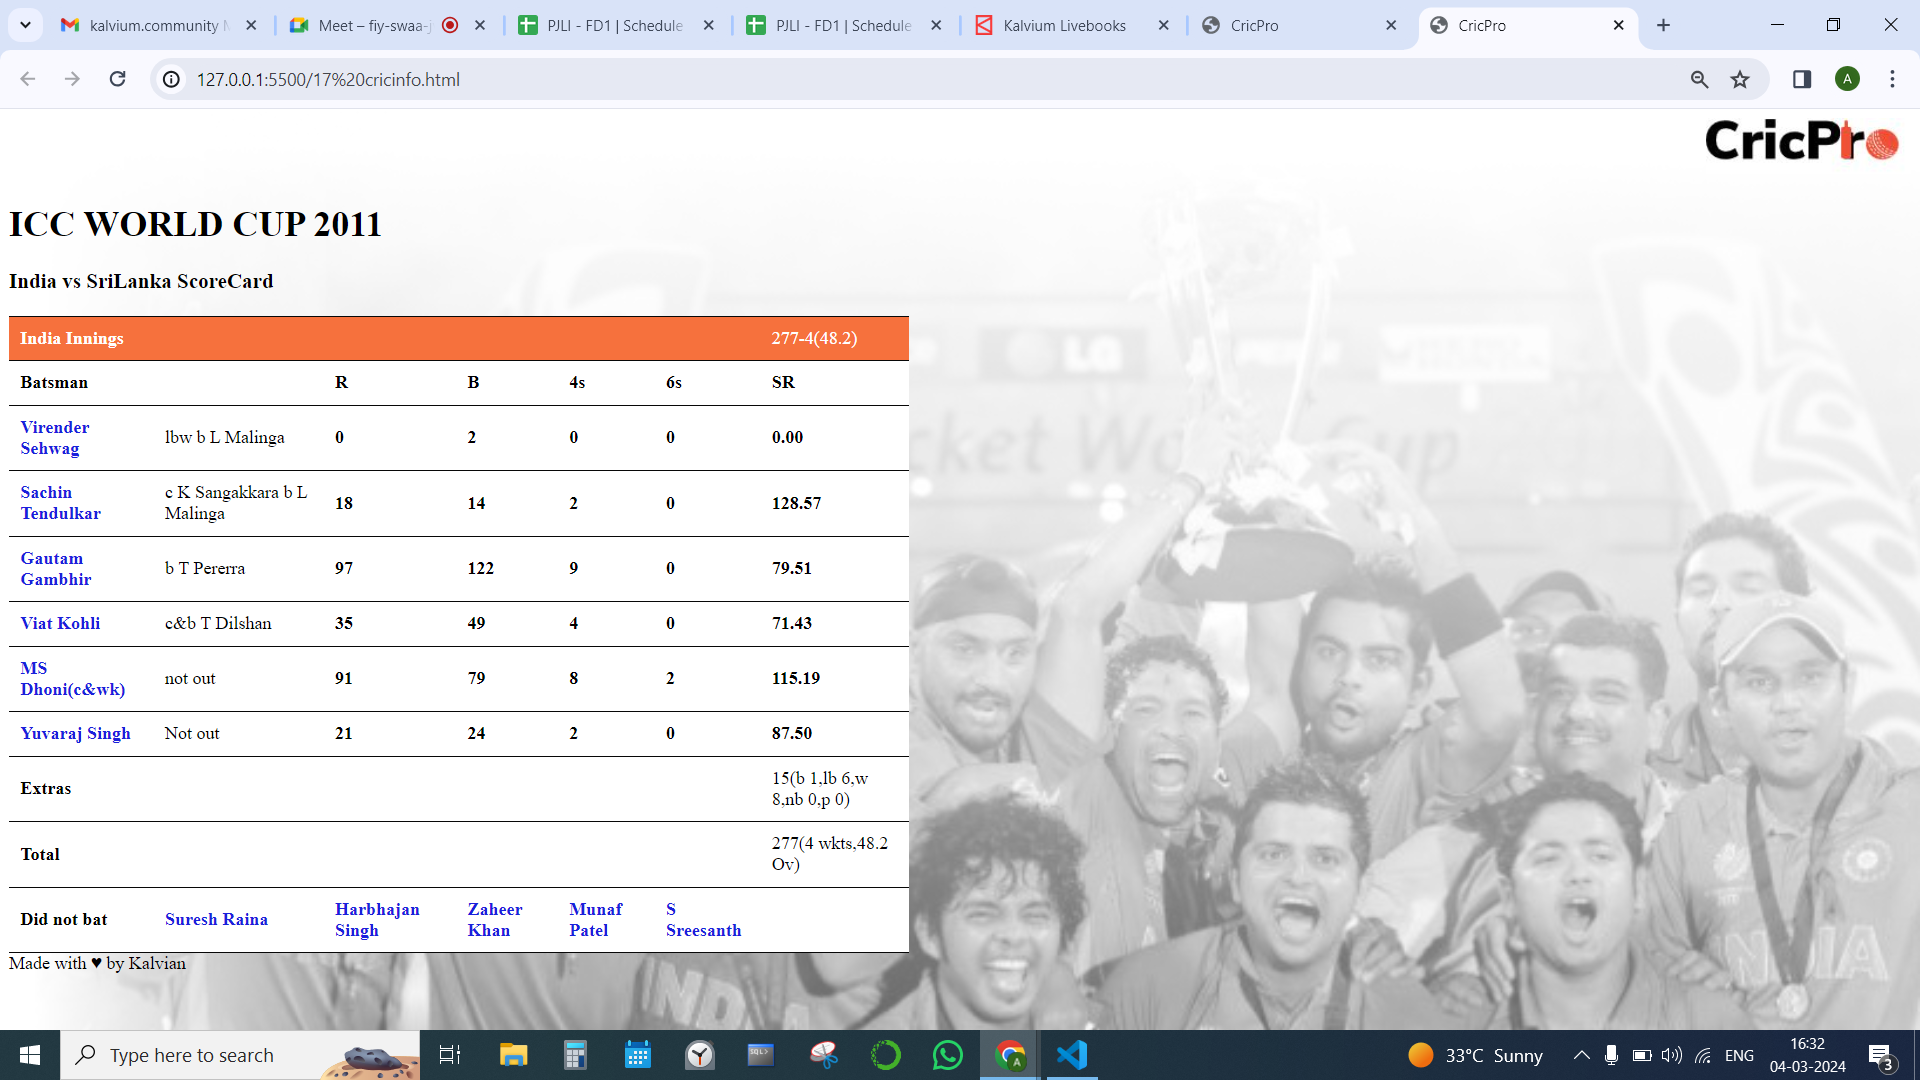 kalvium.community M
Meet – fiy-swaa-j
PJLI - FD1 | Schedule
PJLI - FD1 | Schedule
Kalvium Livebooks
CricPro
CricPro
127.0.0.1:5500/17%20cricinfo.html
A
CricPro
ICC WORLD CUP 2011
India vs SriLanka ScoreCard
India Innings 277-4(48.2)
Batsman R B 4s 6s SR
Virender Sehwag lbw b L Malinga 0 2 0 0 0.00
Sachin Tendulkar c K Sangakkara b L Malinga 18 14 2 0 128.57
Gautam Gambhir b T Pererra 97 122 9 0 79.51
Viat Kohli c&b T Dilshan 35 49 4 0 71.43
MS Dhoni(c&wk) not out 91 79 8 2 115.19
Yuvaraj Singh Not out 21 24 2 0 87.50
Extras 15(b 1,lb 6,w 8,nb 0,p 0)
Total 277(4 wkts,48.2 Ov)
Did not bat Suresh Raina Harbhajan Singh Zaheer Khan Munaf Patel S Sreesanth
Made with ♥ by Kalvian
LG
cket Wo Cup
INDIA
Type here to search
SQL>
A
33°C Sunny
ENG
16:32
04-03-2024
3